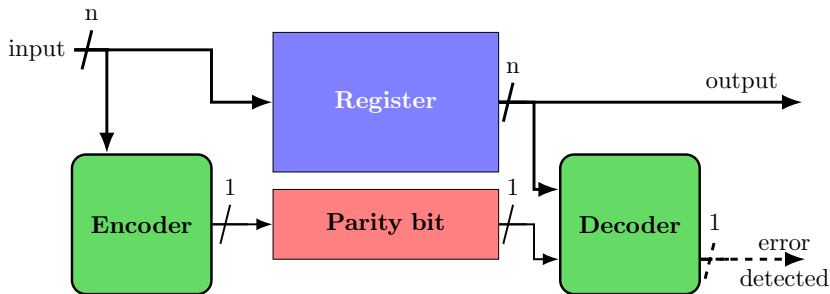 n
input
Register
n
output
Encoder
1
Parity bit
1
Decoder
1
error
detected